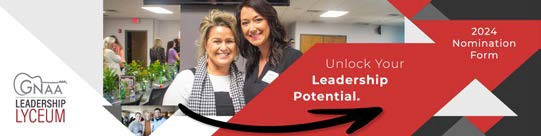 GNAA
LEADERSHIP
LYCEUM
Unlock Your
Leadership
Potential.
2024
Nomination
Form